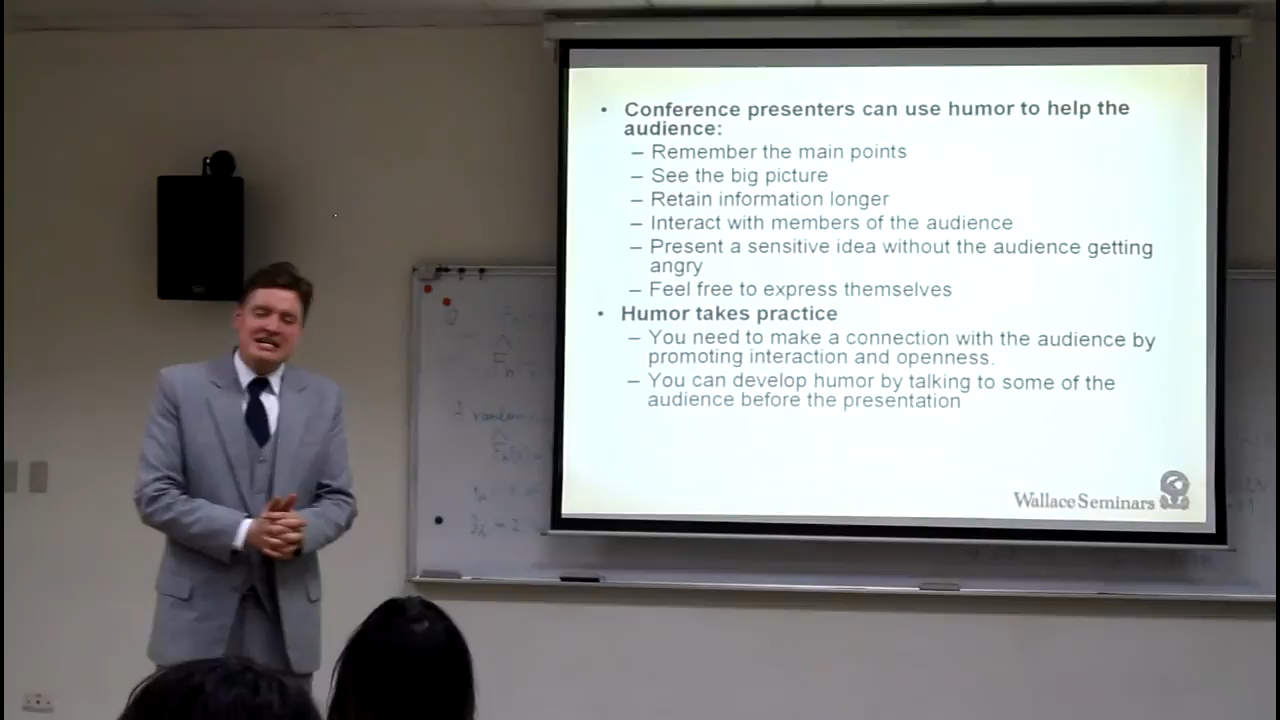 • Conference presenters can use humor to help the
audience:
– Remember the main points
– See the big picture
– Retain information longer
– Interact with members of the audience
– Present a sensitive idea without the audience getting
angry
– Feel free to express themselves
• Humor takes practice
– You need to make a connection with the audience by
promoting interaction and openness.
– You can develop humor by talking to some of the
audience before the presentation
Wallace Seminars